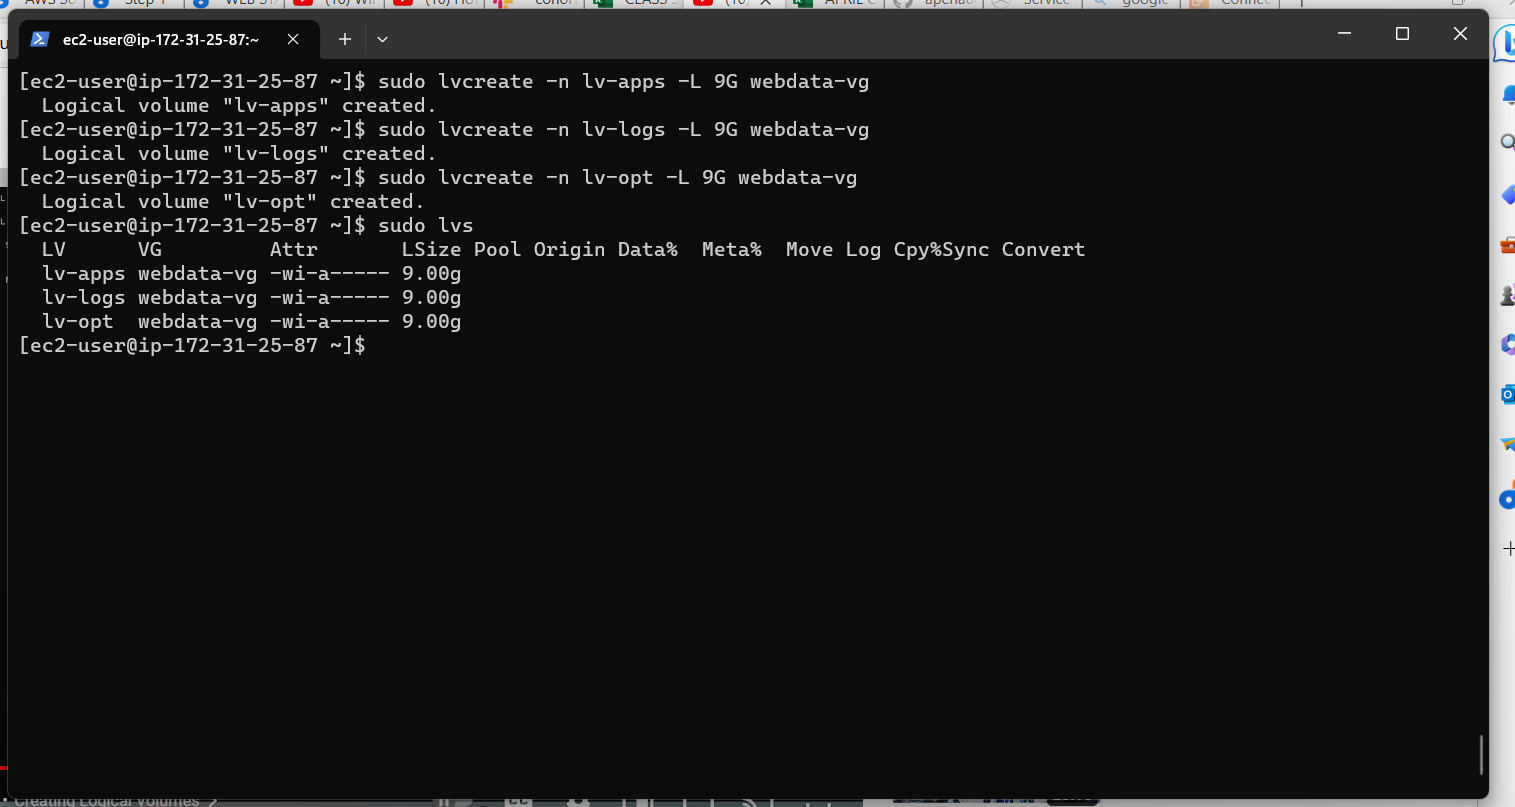 ec2-user@ip-172-31-25-87:~
[ec2-user@ip-172-31-25-87 ~]$ sudo lvcreate -n lv-apps -L 9G webdata-vg
  Logical volume "lv-apps" created.
[ec2-user@ip-172-31-25-87 ~]$ sudo lvcreate -n lv-logs -L 9G webdata-vg
  Logical volume "lv-logs" created.
[ec2-user@ip-172-31-25-87 ~]$ sudo lvcreate -n lv-opt -L 9G webdata-vg
  Logical volume "lv-opt" created.
[ec2-user@ip-172-31-25-87 ~]$ sudo lvs
  LV      VG         Attr       LSize Pool Origin Data%  Meta%  Move Log Cpy%Sync Convert
  lv-apps webdata-vg -wi-a----- 9.00g
  lv-logs webdata-vg -wi-a----- 9.00g
  lv-opt  webdata-vg -wi-a----- 9.00g
[ec2-user@ip-172-31-25-87 ~]$
Creating Logical Volumes